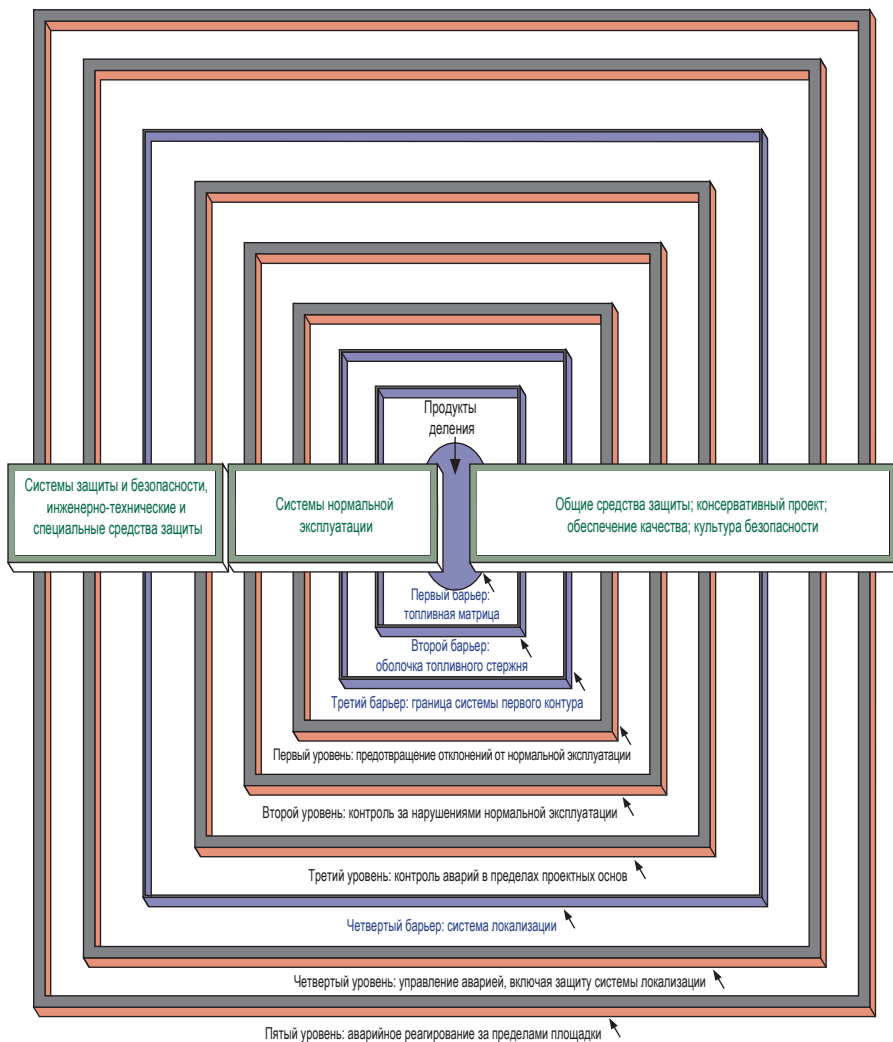 Продукты
деления
Системы защиты и безопасности,
инженерно-технические и
специальные средства защиты
Системы нормальной
эксплуатации
Общие средства защиты; консервативный проект;
обеспечение качества; культура безопасности
Первый барьер:
топливная матрица
Второй барьер:
оболочка топливного стержня
Третий барьер: граница системы первого контура
Первый уровень: предотвращение отклонений от нормальной эксплуатации
Второй уровень: контроль за нарушениями нормальной эксплуатации
Третий уровень: контроль аварий в пределах проектных основ
Четвертый барьер: система локализации
Четвертый уровень: управление аварией, включая защиту системы локализации
Пятый уровень: аварийное реагирование за пределами площадки